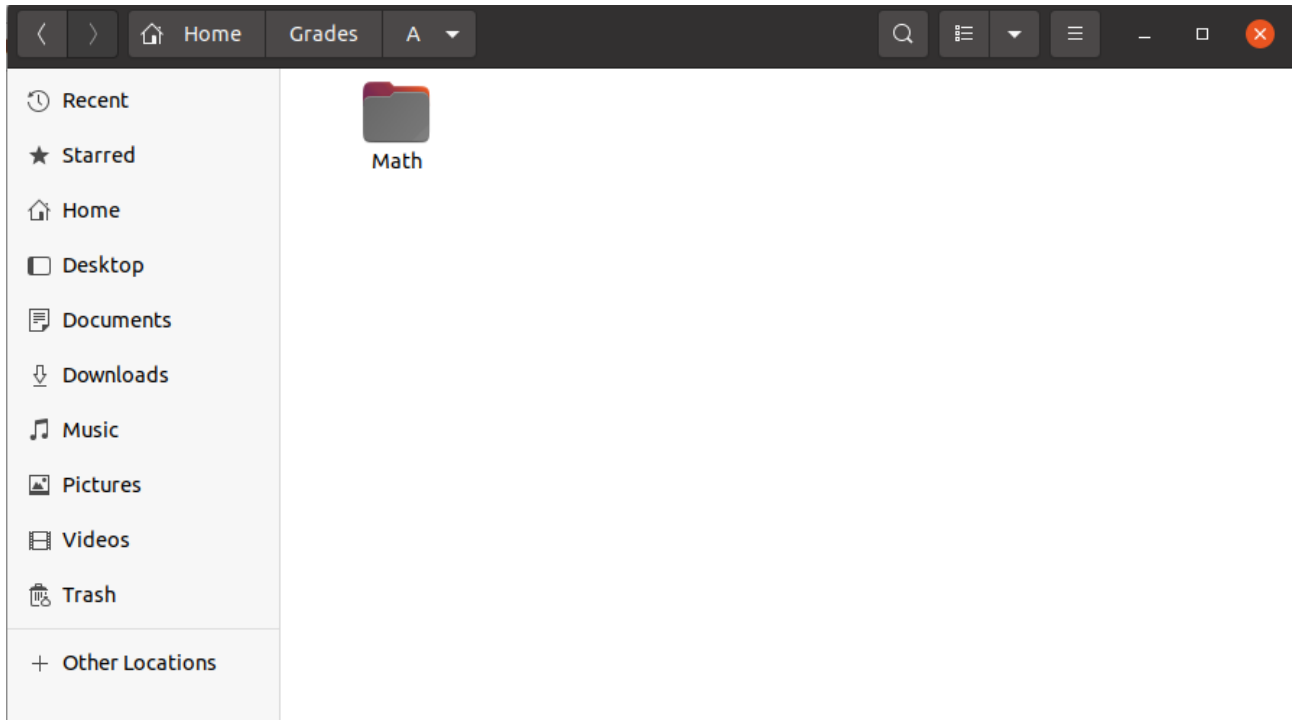 Home Grades A
Recent
Starred
Home
Desktop
Documents
Downloads
Music
Pictures
Videos
Trash
Other Locations
Math